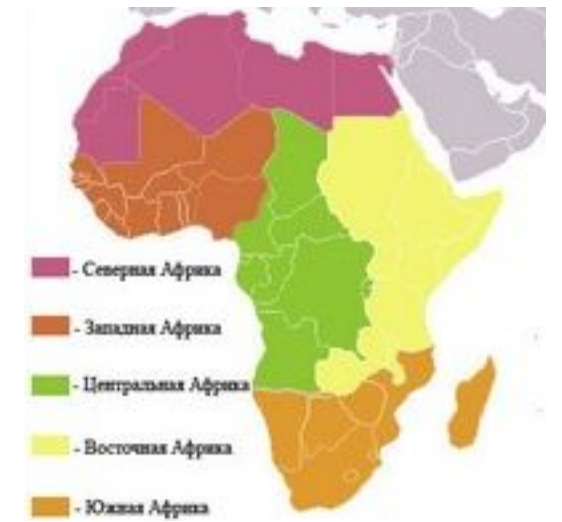 - Северная Африка
- Западная Африка
- Центральная Африка
- Восточная Африка
- Южная Африка